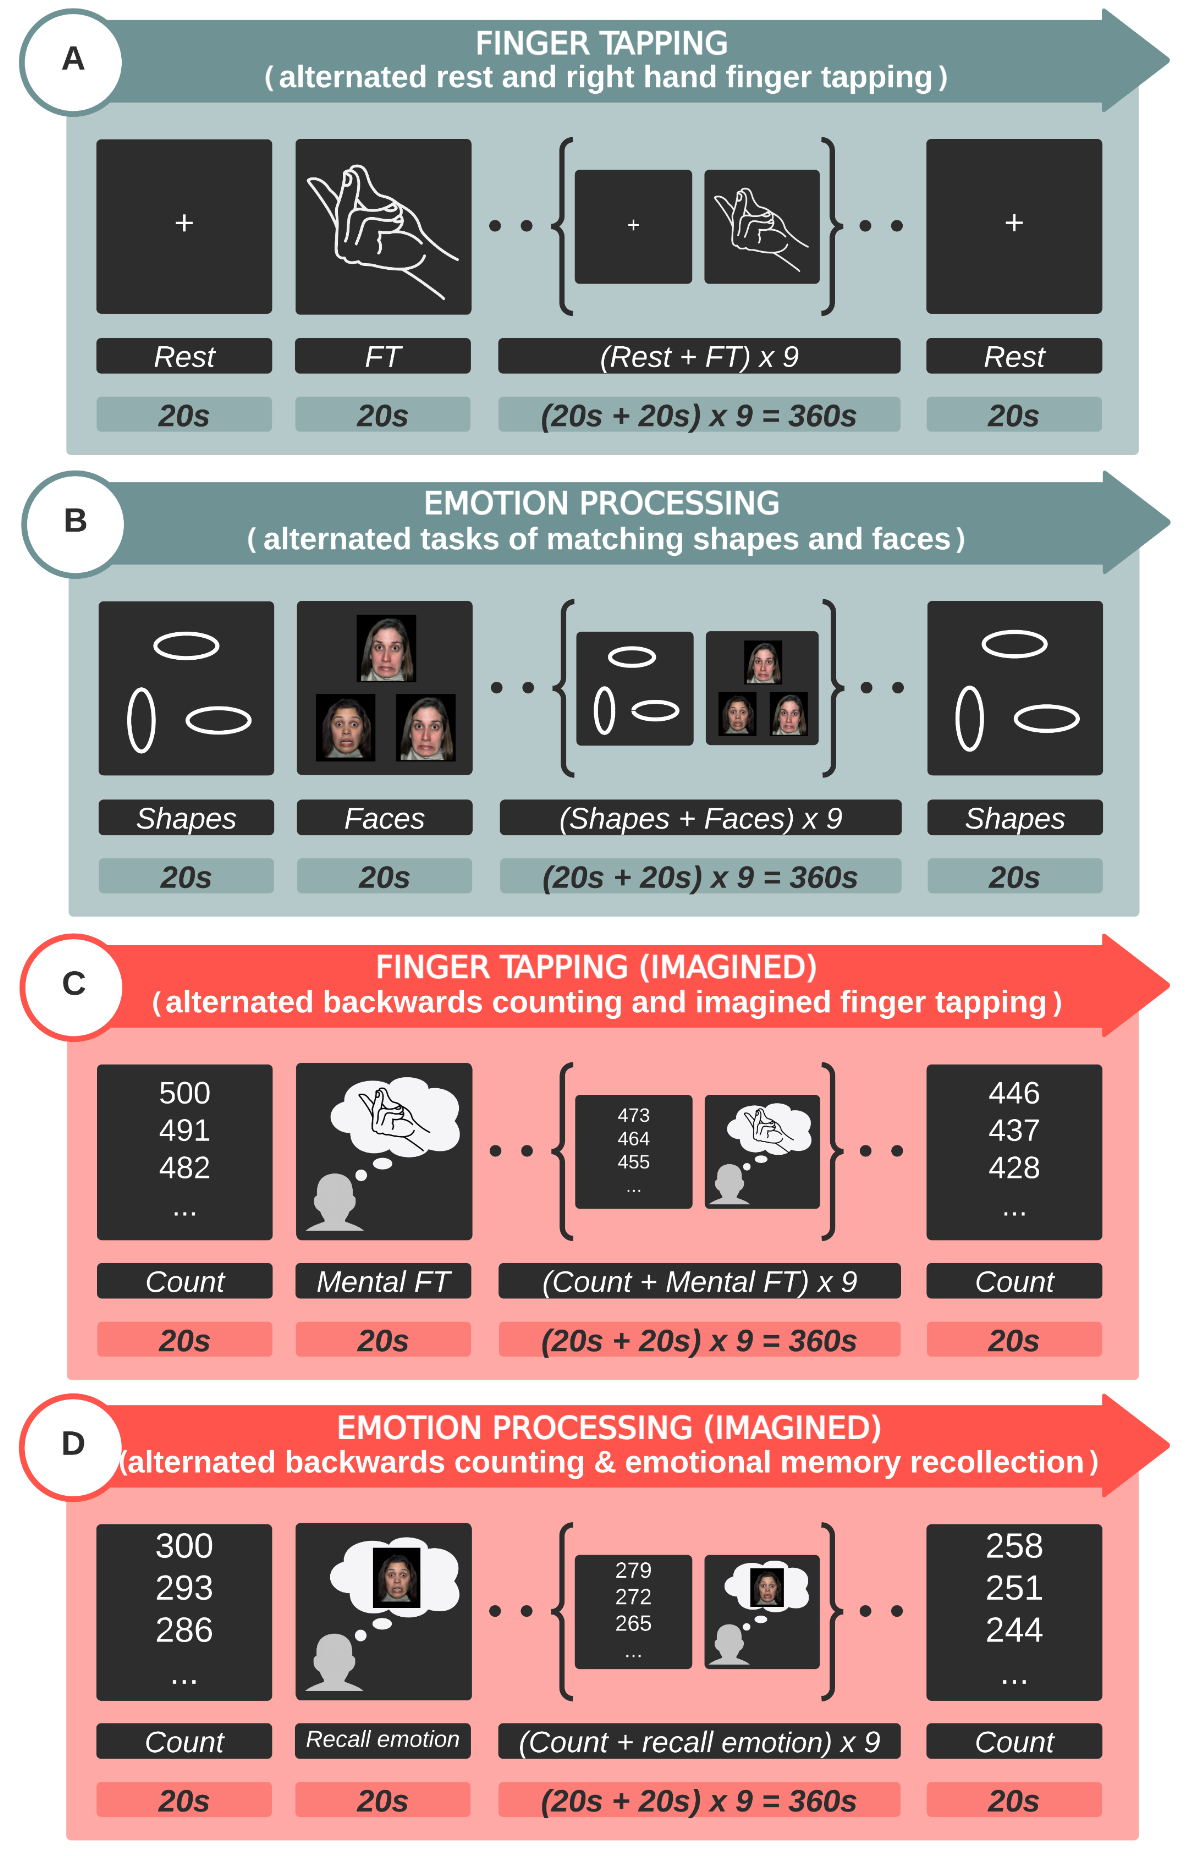 A
FINGER TAPPING
(alternated rest and right hand finger tapping)
+
+
+
Rest
FT
(Rest + FT) x 9
Rest
20s
20s
(20s + 20s) x 9 = 360s
20s
B
EMOTION PROCESSING
(alternated tasks of matching shapes and faces)
Shapes
Faces
(Shapes + Faces) x 9
Shapes
20s
20s
(20s + 20s) x 9 = 360s
20s
C
FINGER TAPPING (IMAGINED)
(alternated backwards counting and imagined finger tapping)
500
491
482
...
473
464
455
...
446
437
428
...
Count
Mental FT
(Count + Mental FT) x 9
Count
20s
20s
(20s + 20s) x 9 = 360s
20s
D
EMOTION PROCESSING (IMAGINED)
(alternated backwards counting & emotional memory recollection)
300
293
286
...
279
272
265
...
258
251
244
...
Count
Recall emotion
(Count + recall emotion) x 9
Count
20s
20s
(20s + 20s) x 9 = 360s
20s